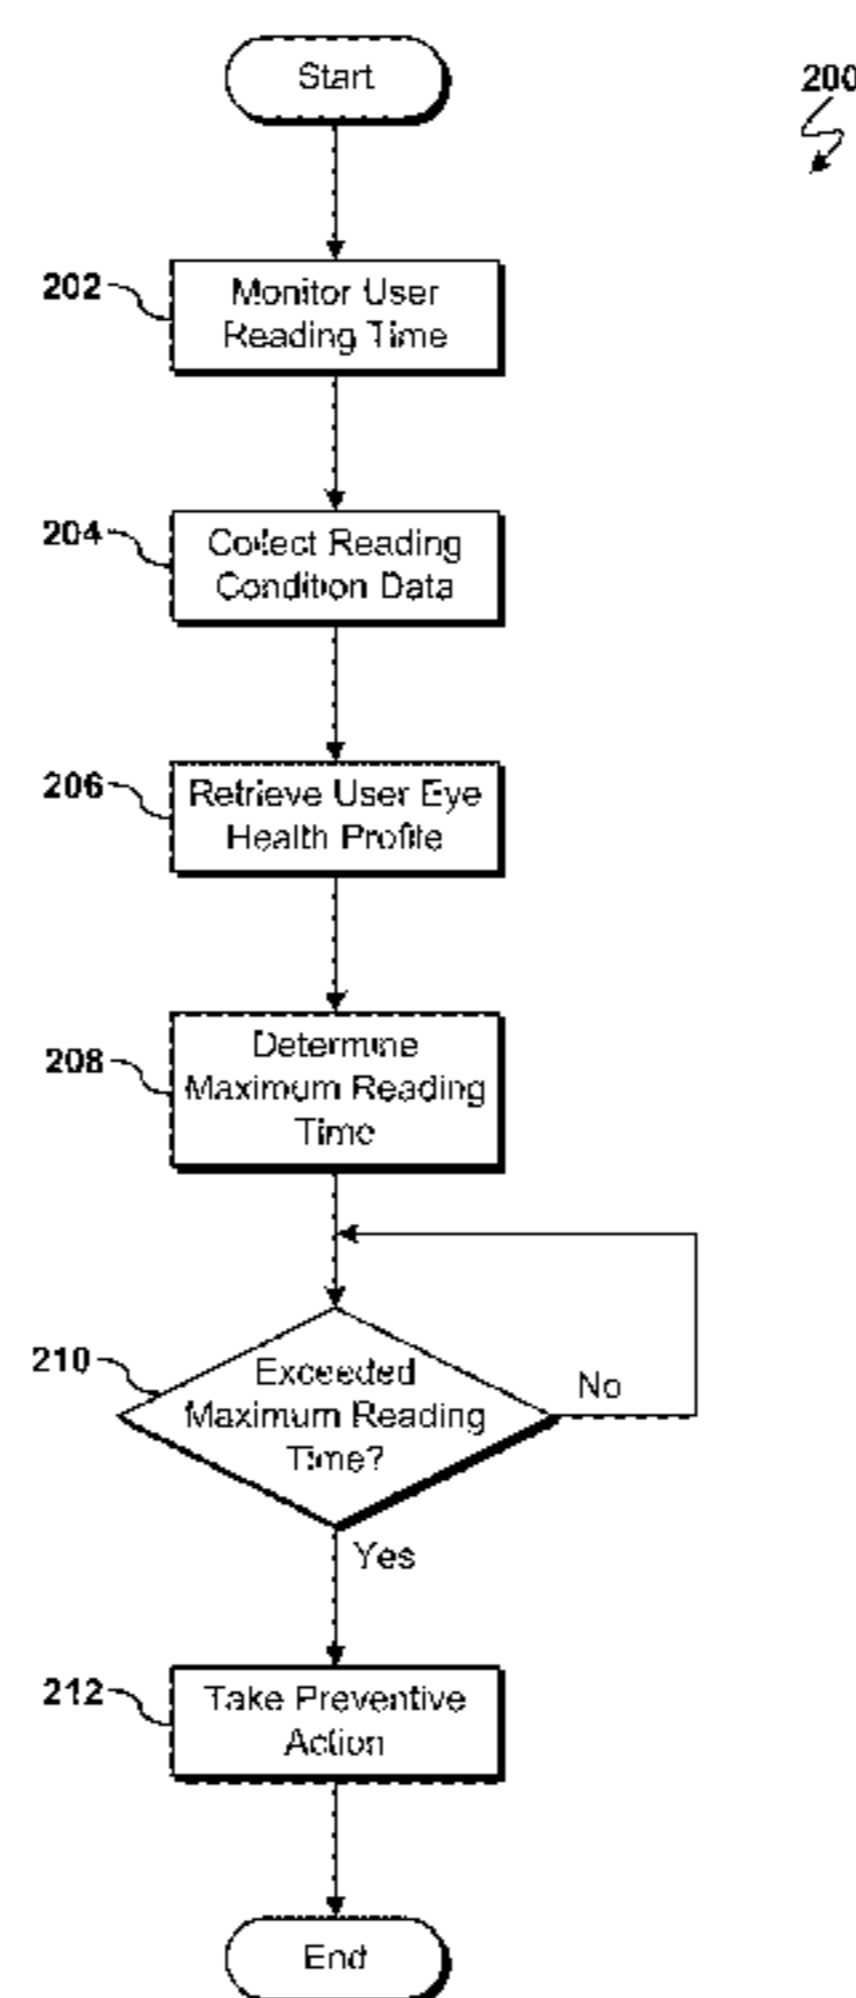 Start
200
202
Monitor User
Reading Time
204
Collect Reading
Condition Data
206
Retrieve User Eye
Health Profile
208
Determine
Maximum Reading
Time
210
Exceeded
Maximum Reading
Time?
No
Yes
212
Take Preventive
Action
End